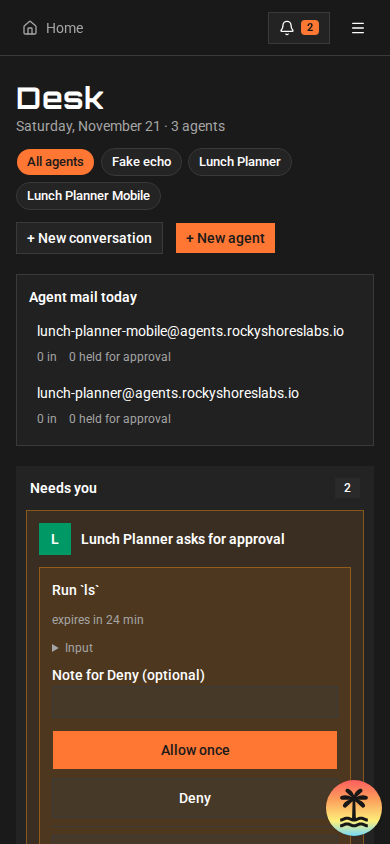 Home
2
Desk
Saturday, November 21 · 3 agents
All agents
Fake echo
Lunch Planner
Lunch Planner Mobile
+ New conversation
+ New agent
Agent mail today
lunch-planner-mobile@agents.rockyshoreslabs.io
0 in 0 held for approval
lunch-planner@agents.rockyshoreslabs.io
0 in 0 held for approval
Needs you
2
L
Lunch Planner asks for approval
Run `ls`
expires in 24 min
Input
Note for Deny (optional)
Allow once
Deny